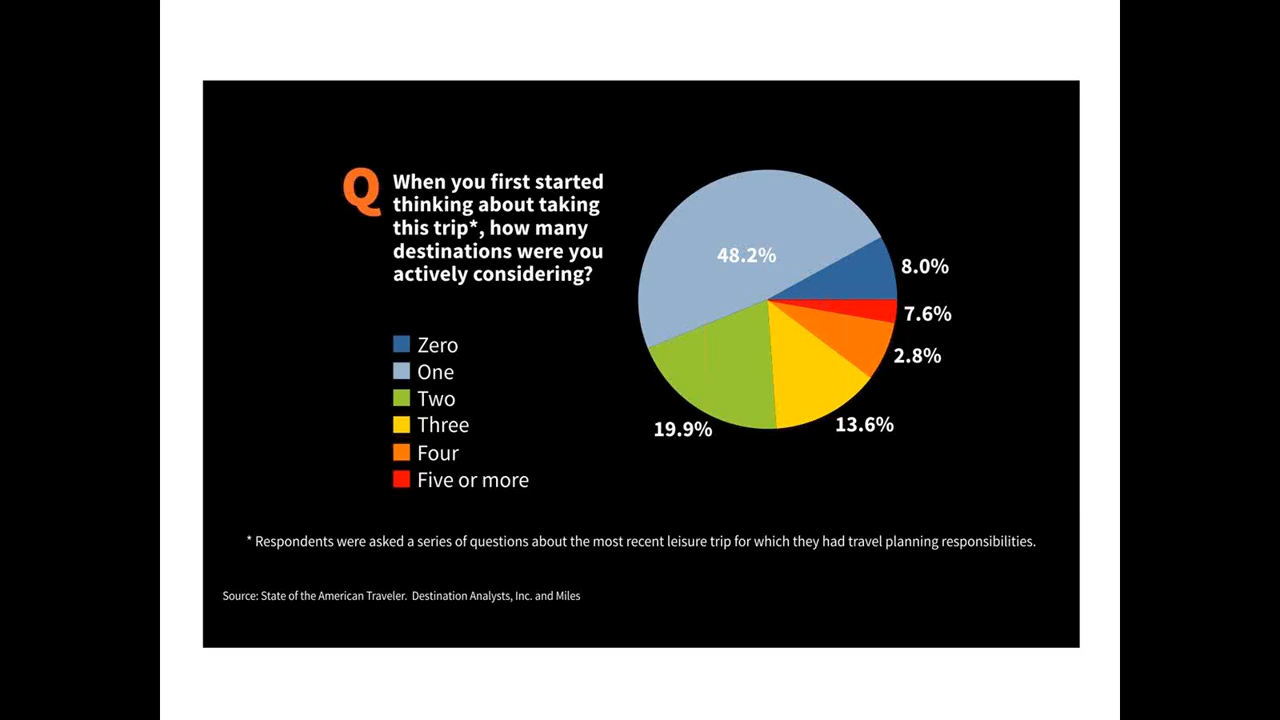 Q
When you first started
thinking about taking
this trip*, how many
destinations were you
actively considering?
Zero
One
Two
Three
Four
Five or more
48.2%
8.0%
7.6%
2.8%
13.6%
19.9%
* Respondents were asked a series of questions about the most recent leisure trip for which they had travel planning responsibilities.
Source: State of the American Traveler. Destination Analysts, Inc. and Miles